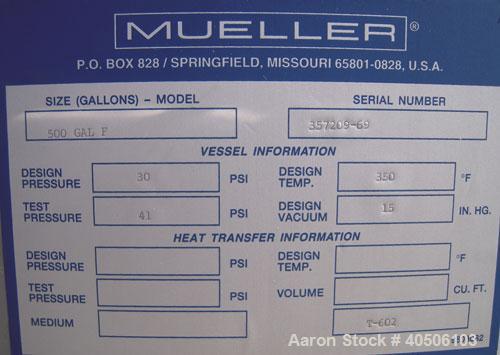 MUELLER®
P.O. BOX 828 / SPRINGFIELD, MISSOURI 65801-0828, U.S.A.
SIZE (GALLONS) – MODEL SERIAL NUMBER
500 GAL F 357209-69
VESSEL INFORMATION
DESIGN PRESSURE 30 PSI DESIGN TEMP. 350 °F
TEST PRESSURE 41 PSI DESIGN VACUUM 15 IN. HG.
HEAT TRANSFER INFORMATION
DESIGN PRESSURE PSI DESIGN TEMP. °F
TEST PRESSURE PSI VOLUME CU. FT.
MEDIUM T-602
Aaron Stock # 40506103